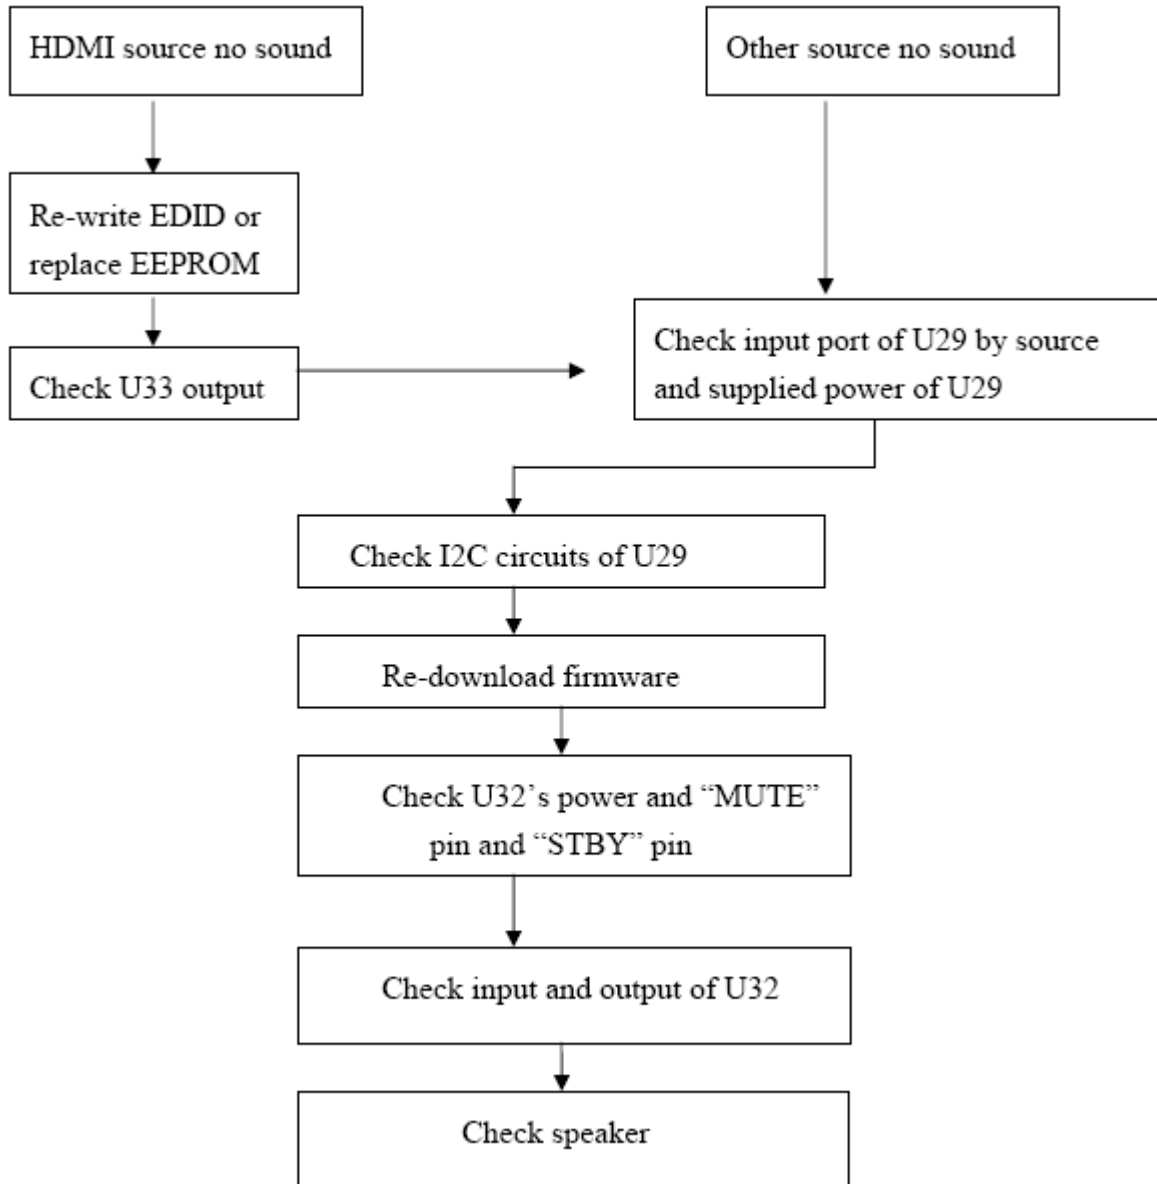 HDMI source no sound
Other source no sound
Re-write EDID or
replace EEPROM
Check U33 output
Check input port of U29 by source
and supplied power of U29
Check I2C circuits of U29
Re-download firmware
Check U32’s power and “MUTE”
pin and “STBY” pin
Check input and output of U32
Check speaker